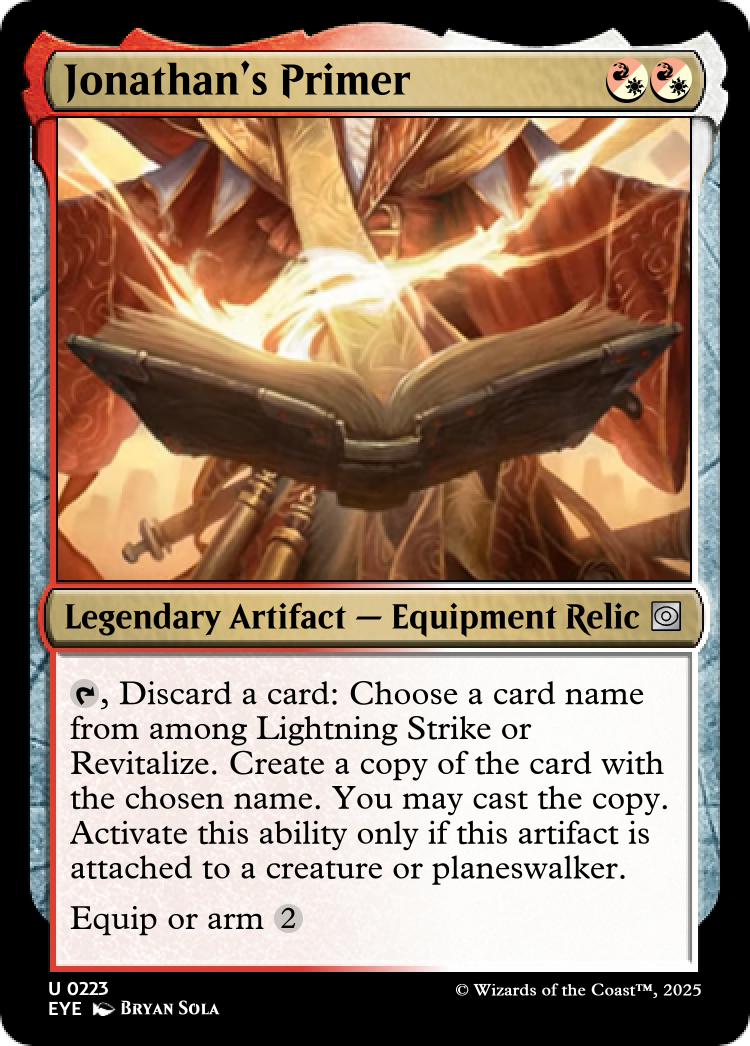 Jonathan's Primer
Legendary Artifact — Equipment Relic
, Discard a card: Choose a card name
from among Lightning Strike or
Revitalize. Create a copy of the card with
the chosen name. You may cast the copy.
Activate this ability only if this artifact is
attached to a creature or planeswalker.
Equip or arm 2
U 0223
EYE Bryan Sola
© Wizards of the Coast™, 2025